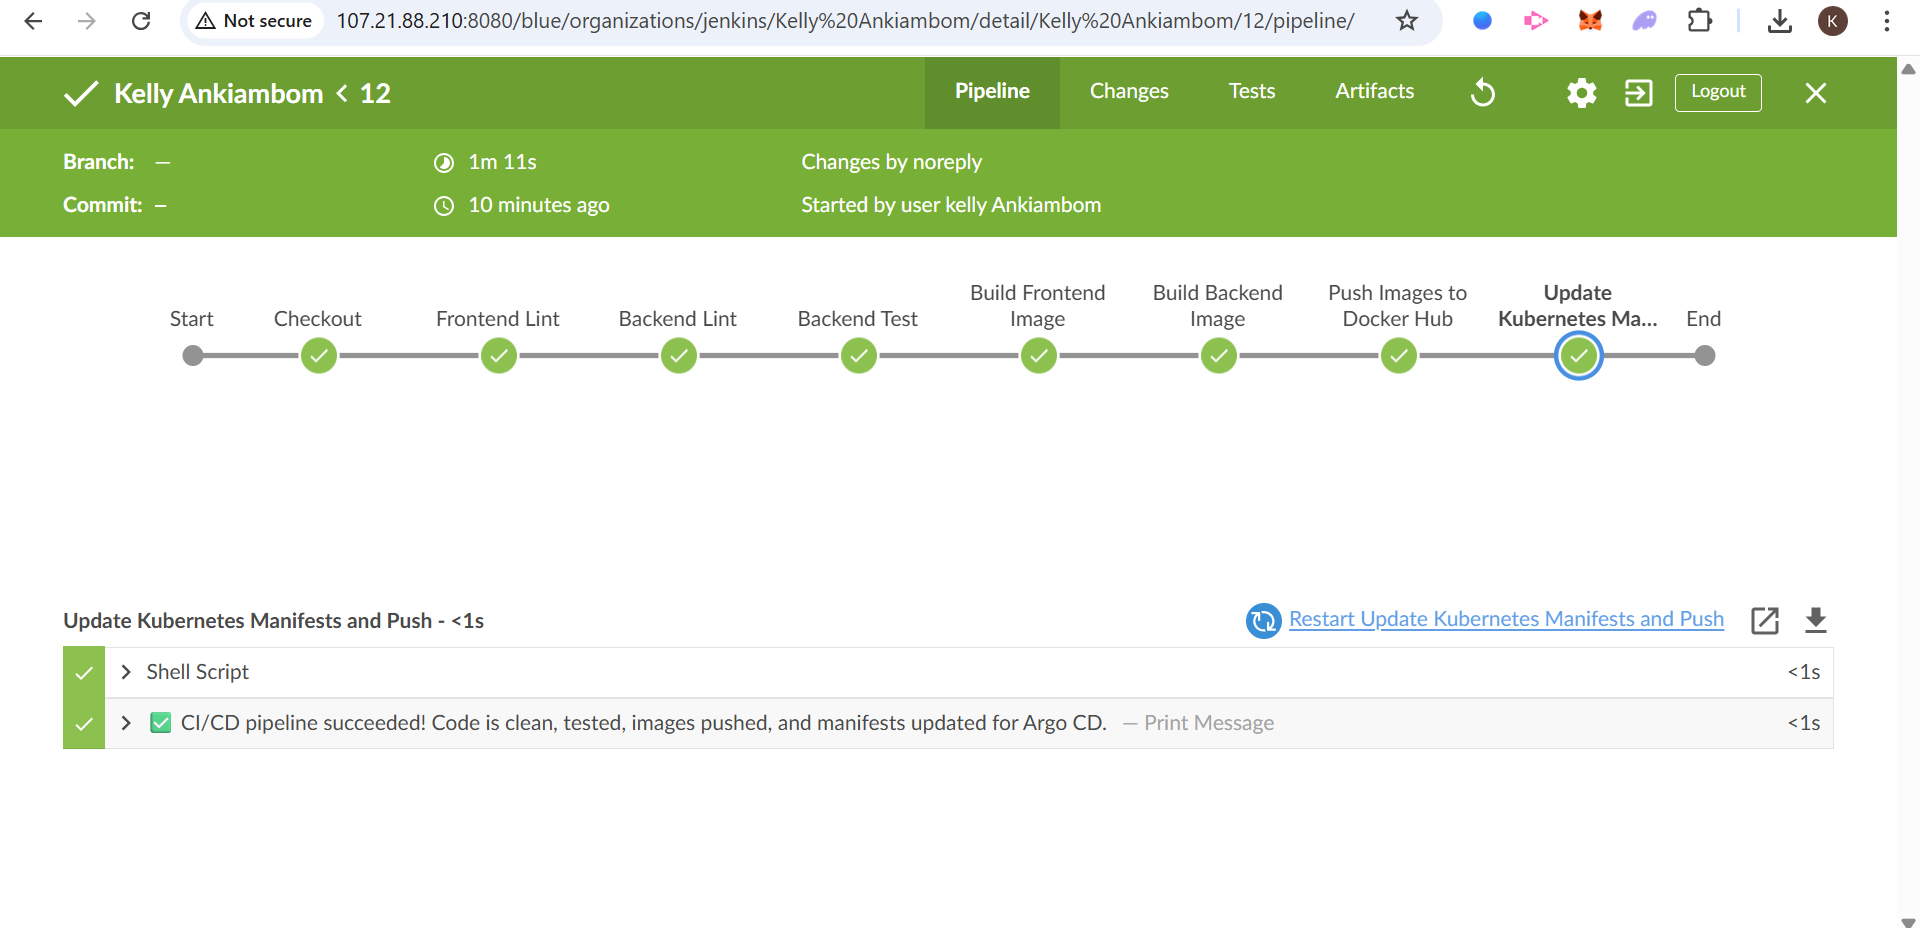 Not secure 107.21.88.210:8080/blue/organizations/jenkins/Kelly%20Ankiambom/detail/Kelly%20Ankiambom/12/pipeline/ K
Kelly Ankiambom < 12 Pipeline Changes Tests Artifacts Logout
Branch: — 1m 11s Changes by noreply
Commit: – 10 minutes ago Started by user kelly Ankiambom
Build Frontend Build Backend Push Images to Update
Start Checkout Frontend Lint Backend Lint Backend Test Image Image Docker Hub Kubernetes Ma... End
Update Kubernetes Manifests and Push - <1s Restart Update Kubernetes Manifests and Push
Shell Script <1s
✅ CI/CD pipeline succeeded! Code is clean, tested, images pushed, and manifests updated for Argo CD. — Print Message <1s